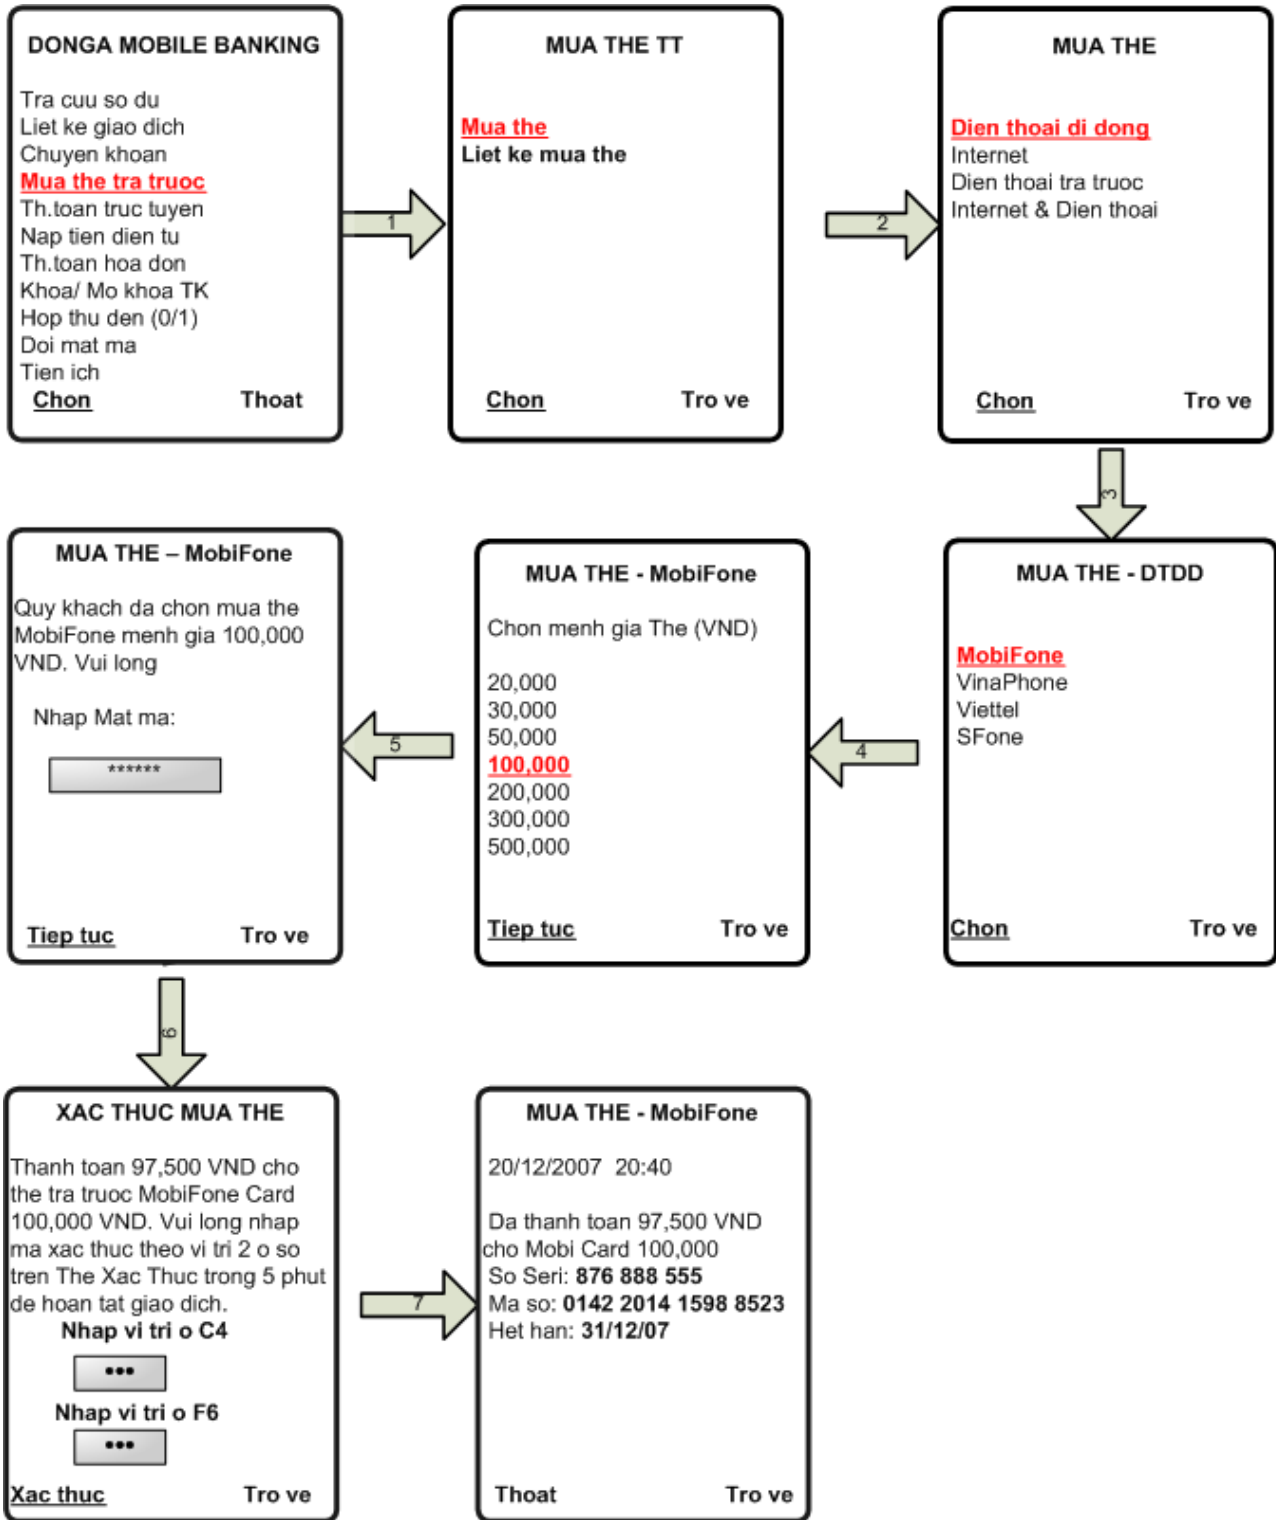 DONGA MOBILE BANKING
Tra cuu so du
Liet ke giao dich
Chuyen khoan
Mua the tra truoc
Th.toan truc tuyen
Nap tien dien tu
Th.toan hoa don
Khoa/ Mo khoa TK
Hop thu den (0/1)
Doi mat ma
Tien ich
Chon Thoat
1
MUA THE TT
Mua the
Liet ke mua the
Chon Tro ve
2
MUA THE
Dien thoai di dong
Internet
Dien thoai tra truoc
Internet & Dien thoai
Chon Tro ve
3
MUA THE - DTDD
MobiFone
VinaPhone
Viettel
SFone
Chon Tro ve
4
MUA THE - MobiFone
Chon menh gia The (VND)
20,000
30,000
50,000
100,000
200,000
300,000
500,000
Tiep tuc Tro ve
5
MUA THE – MobiFone
Quy khach da chon mua the
MobiFone menh gia 100,000
VND. Vui long
Nhap Mat ma:
******
Tiep tuc Tro ve
6
XAC THUC MUA THE
Thanh toan 97,500 VND cho
the tra truoc MobiFone Card
100,000 VND. Vui long nhap
ma xac thuc theo vi tri 2 o so
tren The Xac Thuc trong 5 phut
de hoan tat giao dich.
Nhap vi tri o C4
•••
Nhap vi tri o F6
•••
Xac thuc Tro ve
7
MUA THE - MobiFone
20/12/2007 20:40
Da thanh toan 97,500 VND
cho Mobi Card 100,000
So Seri: 876 888 555
Ma so: 0142 2014 1598 8523
Het han: 31/12/07
Thoat Tro ve